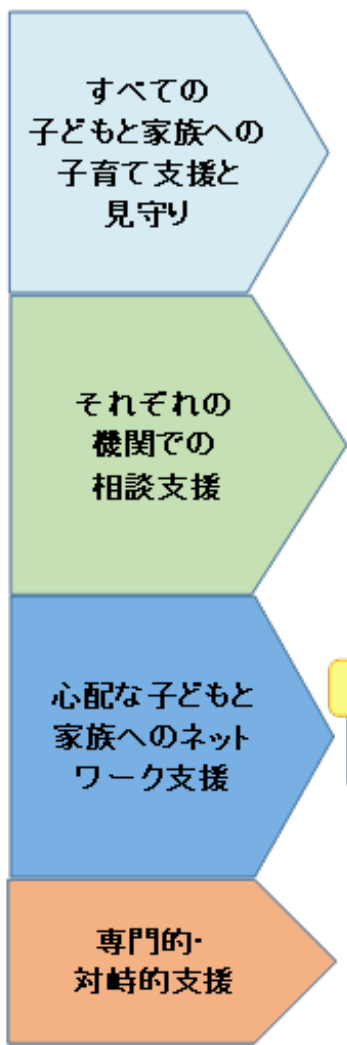 すべての
子どもと家族への
子育て支援と
見守り
それぞれの
機関での
相談支援
心配な子どもと
家族へのネット
ワーク支援
専門的・
対峙的支援